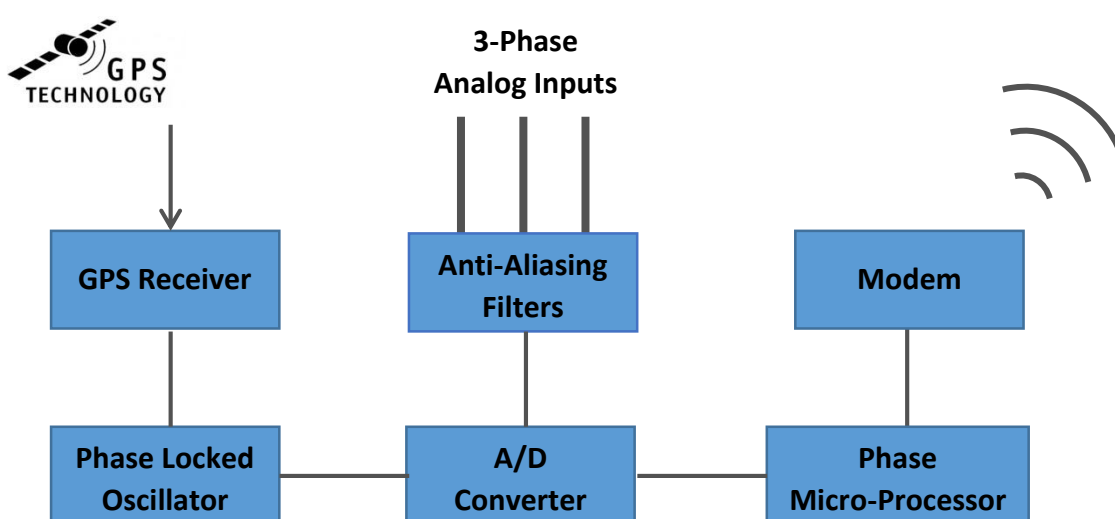 GPS
TECHNOLOGY
3-Phase
Analog Inputs
GPS Receiver
Anti-Aliasing
Filters
Modem
Phase Locked
Oscillator
A/D
Converter
Phase
Micro-Processor